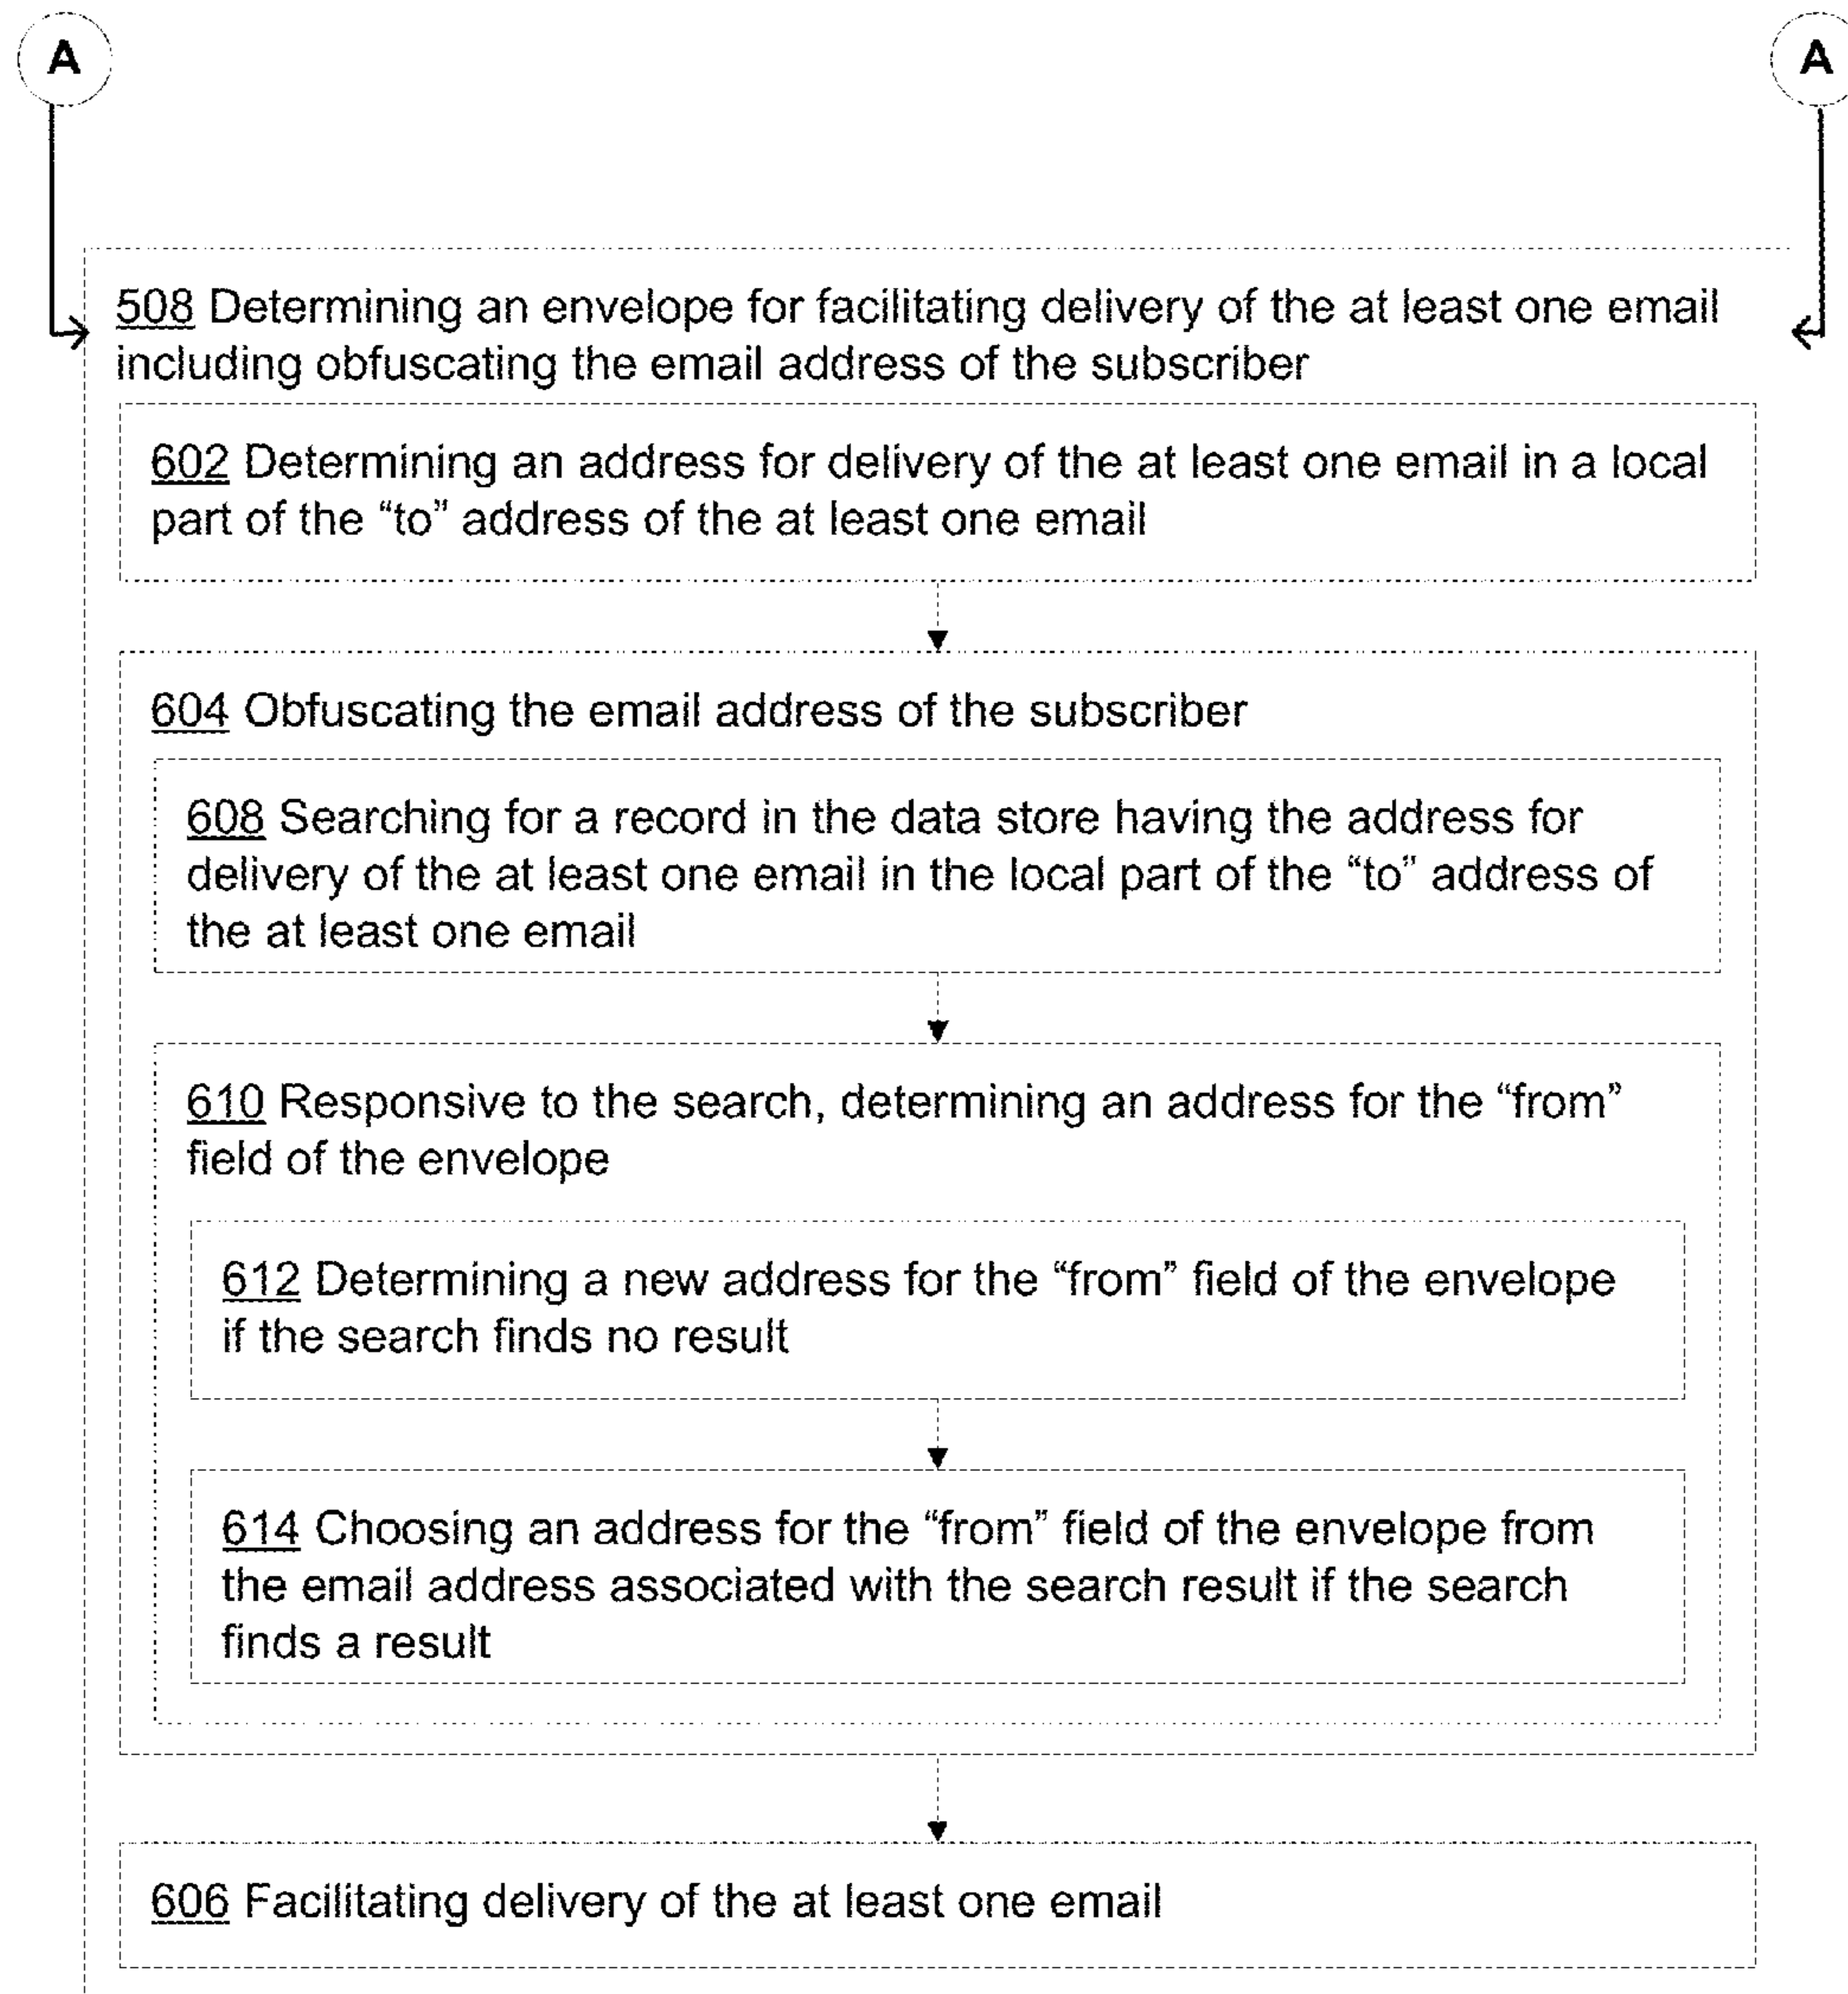 A
A
508 Determining an envelope for facilitating delivery of the at least one email
including obfuscating the email address of the subscriber
602 Determining an address for delivery of the at least one email in a local
part of the “to” address of the at least one email
604 Obfuscating the email address of the subscriber
608 Searching for a record in the data store having the address for
delivery of the at least one email in the local part of the “to” address of
the at least one email
610 Responsive to the search, determining an address for the “from”
field of the envelope
612 Determining a new address for the “from” field of the envelope
if the search finds no result
614 Choosing an address for the “from” field of the envelope from
the email address associated with the search result if the search
finds a result
606 Facilitating delivery of the at least one email